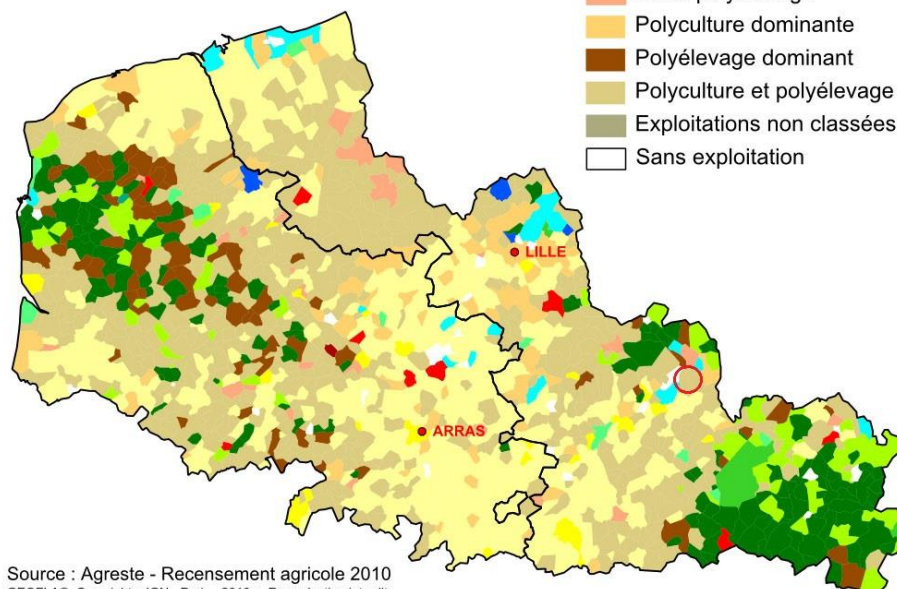 Polyculture dominante
Polyélevage dominant
Polyculture et polyélevage
Exploitations non classées
Sans exploitation
LILLE
ARRAS
Source : Agreste - Recensement agricole 2010